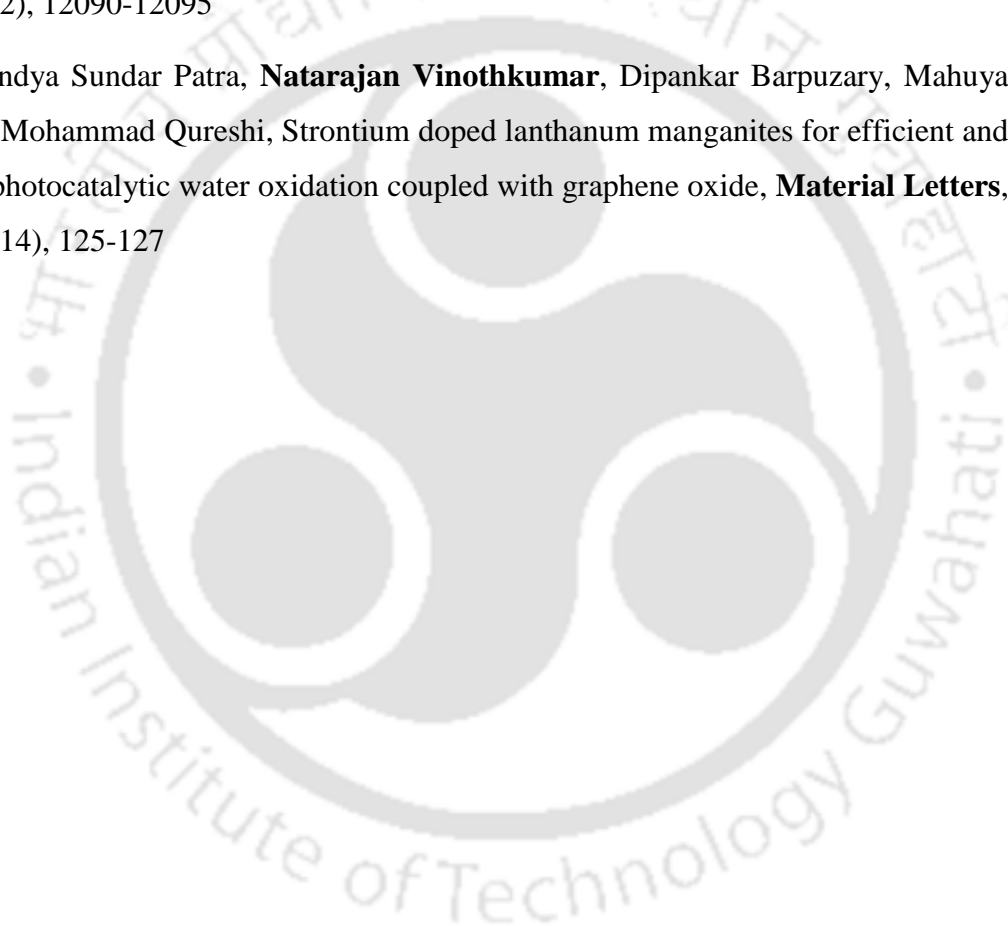 2), 12090-12095
ndya Sundar Patra, Natarajan Vinothkumar, Dipankar Barpuzary, Mahuya
Mohammad Qureshi, Strontium doped lanthanum manganites for efficient and
photocatalytic water oxidation coupled with graphene oxide, Material Letters,
14), 125-127
• Indian Institute of Technology Guwahati •